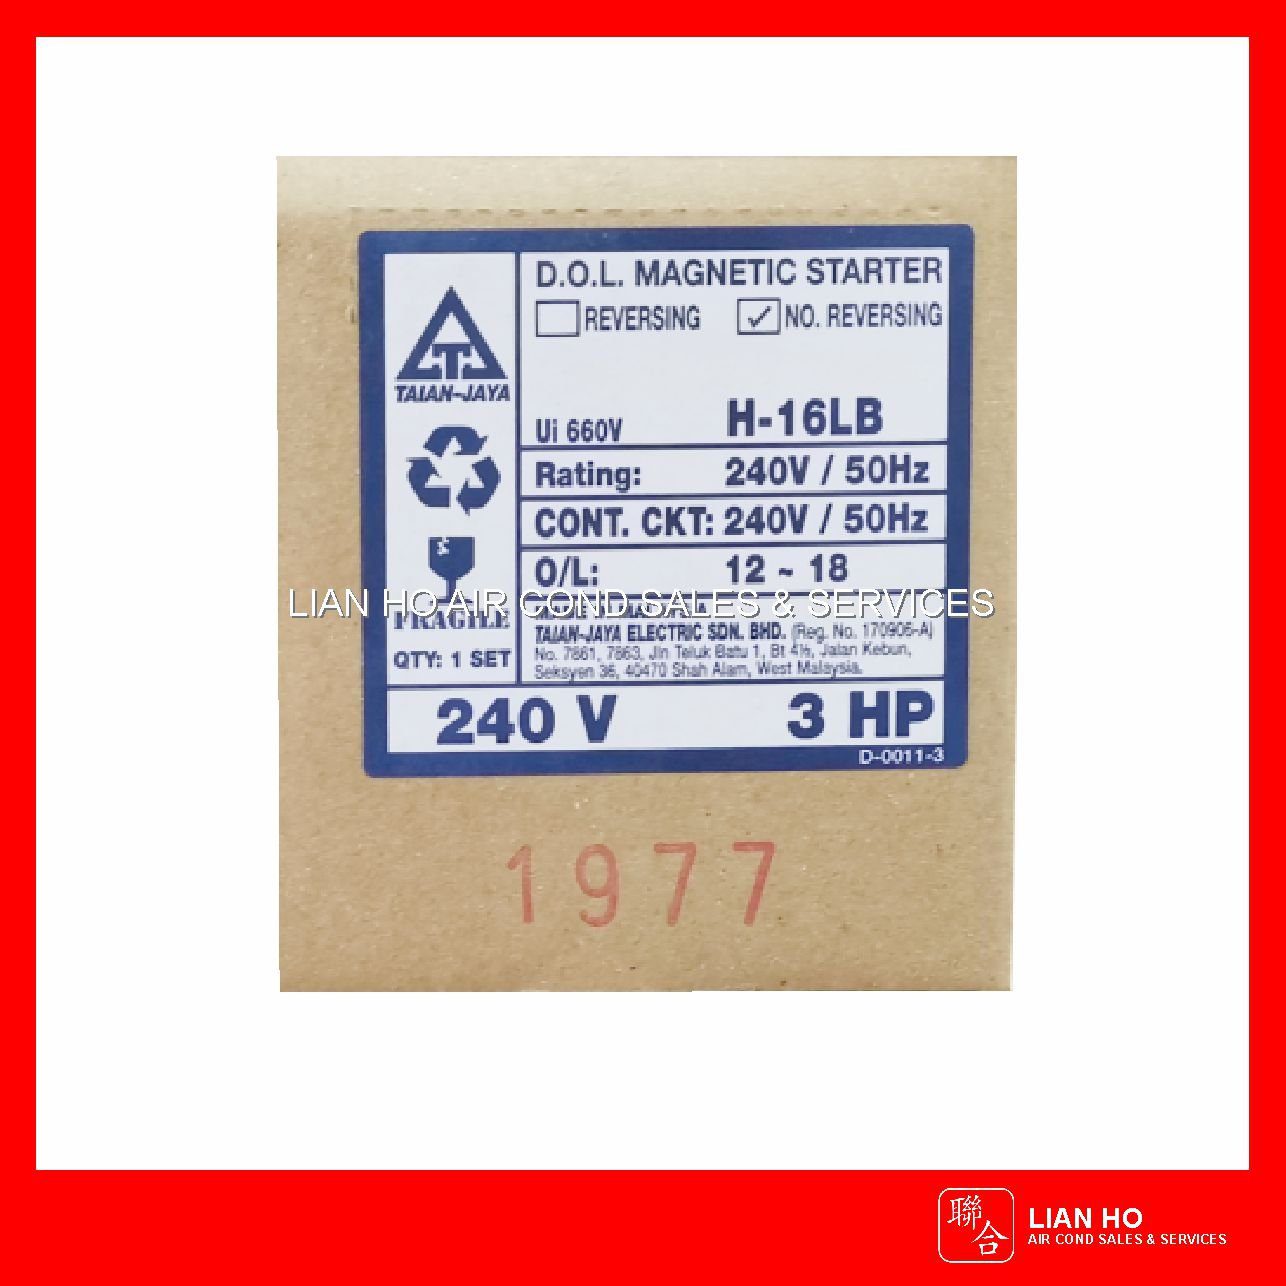 D.O.L. MAGNETIC STARTER
REVERSING
NO. REVERSING
TAIAN-JAYA
Ui 660V
H-16LB
Rating: 240V / 50Hz
CONT. CKT: 240V / 50Hz
O/L: 12 ~ 18
LIAN HO AIR COND SALES & SERVICES
FRAGILE
MADE IN MALAYSIA
TAIAN-JAYA ELECTRIC SDN. BHD. (Reg. No. 170906-A)
No. 7861, 7863, Jln Teluk Batu 1, Bt 4½, Jalan Kebun,
QTY: 1 SET
Seksyen 36, 40470 Shah Alam, West Malaysia.
240 V
3 HP
D-0011-3
1977
聯合
LIAN HO
AIR COND SALES & SERVICES